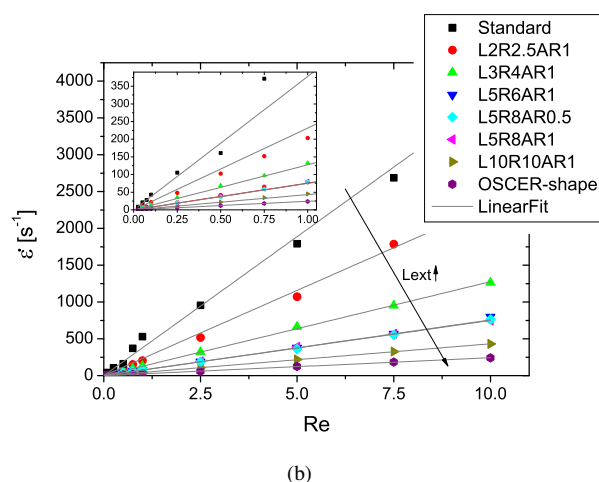 Standard
L2R2.5AR1
L3R4AR1
L5R6AR1
L5R8AR0.5
L5R8AR1
L10R10AR1
OSCER-shape
LinearFit
4000
3500
3000
2500
2000
1500
1000
500
0
ε̇ [s⁻¹]
350
300
250
200
150
100
50
0
0.00 0.25 0.50 0.75 1.00
Lext
0.0 2.5 5.0 7.5 10.0
Re
(b)